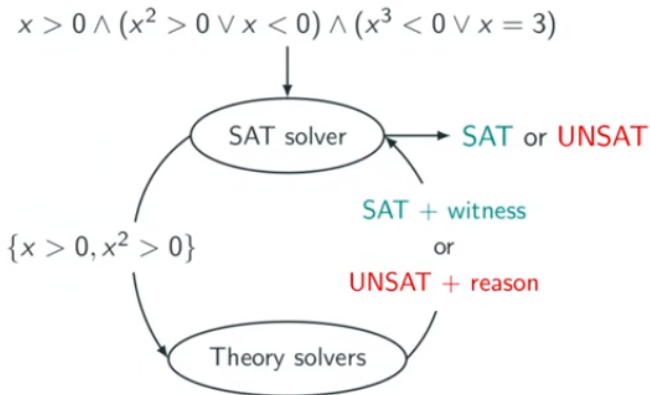 x > 0 ∧ (x² > 0 ∨ x < 0) ∧ (x³ < 0 ∨ x = 3)
SAT solver
SAT or UNSAT
SAT + witness
{x > 0, x² > 0}
or
UNSAT + reason
Theory solvers